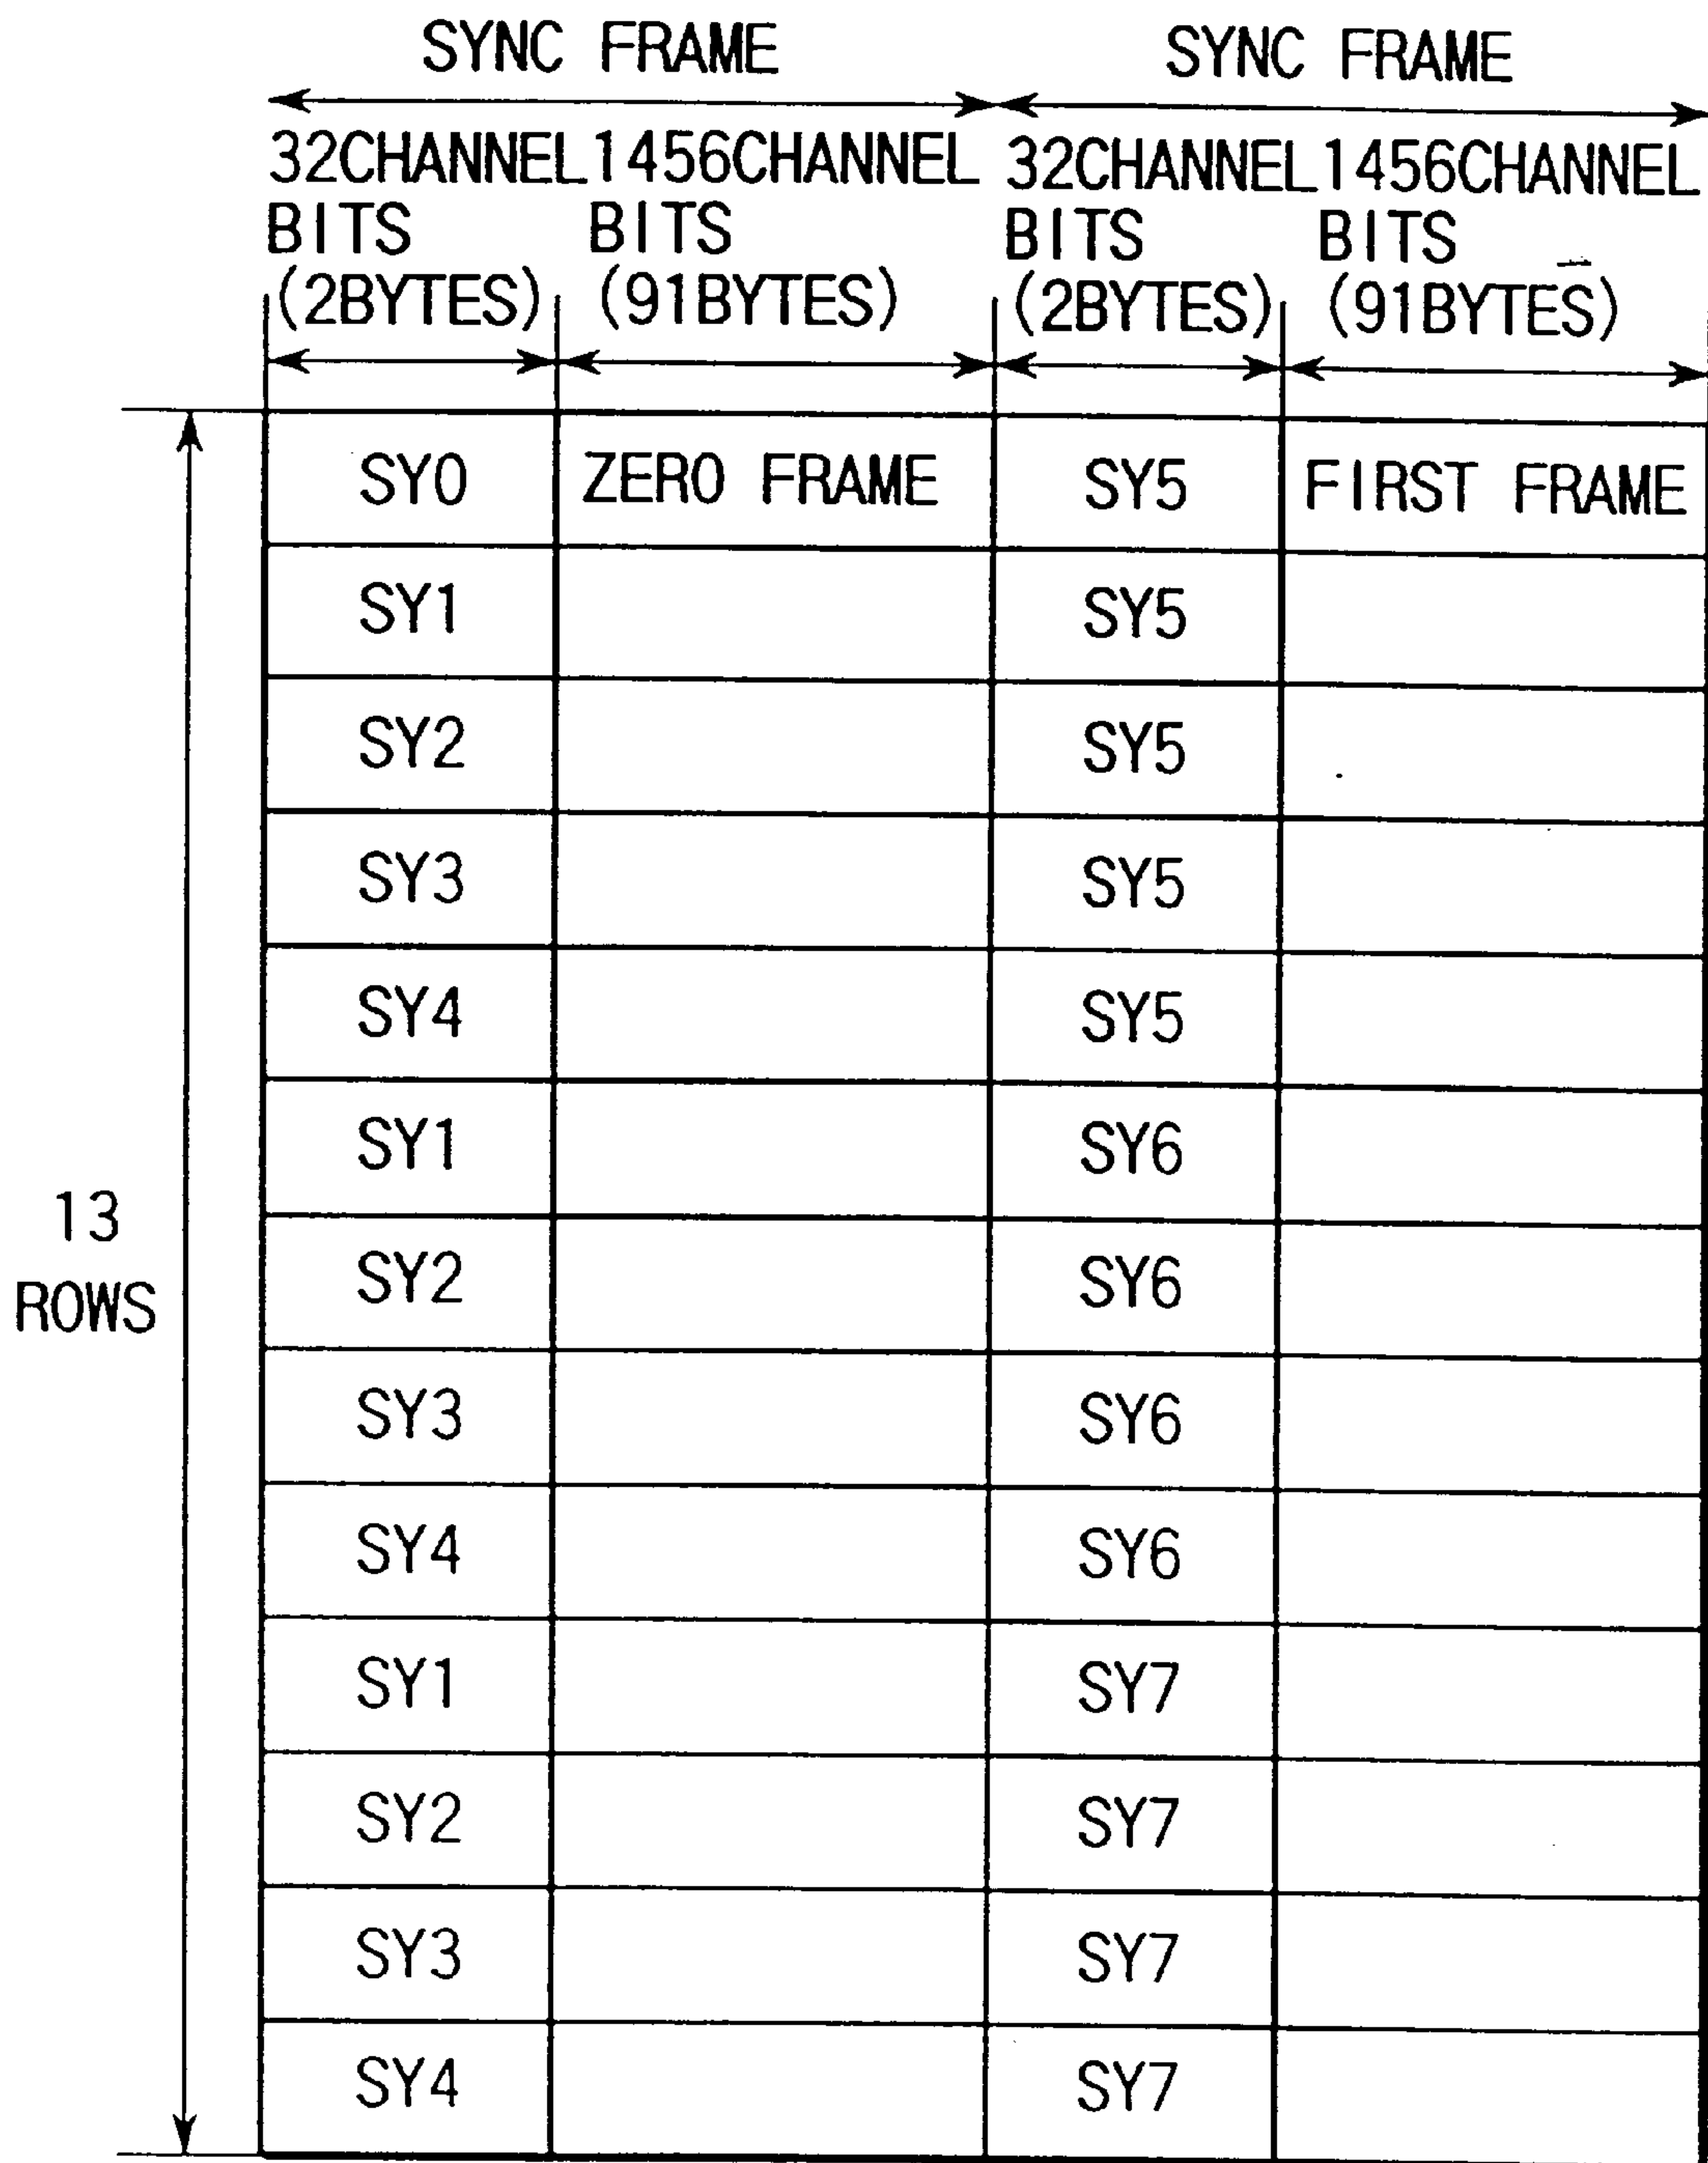 SYNC FRAME SYNC FRAME
32CHANNEL 1456CHANNEL 32CHANNEL 1456CHANNEL
BITS BITS BITS BITS
(2BYTES) (91BYTES) (2BYTES) (91BYTES)
SY0 ZERO FRAME SY5 FIRST FRAME
SY1 SY5
SY2 SY5
SY3 SY5
SY4 SY5
SY1 SY6
13
ROWS
SY2 SY6
SY3 SY6
SY4 SY6
SY1 SY7
SY2 SY7
SY3 SY7
SY4 SY7